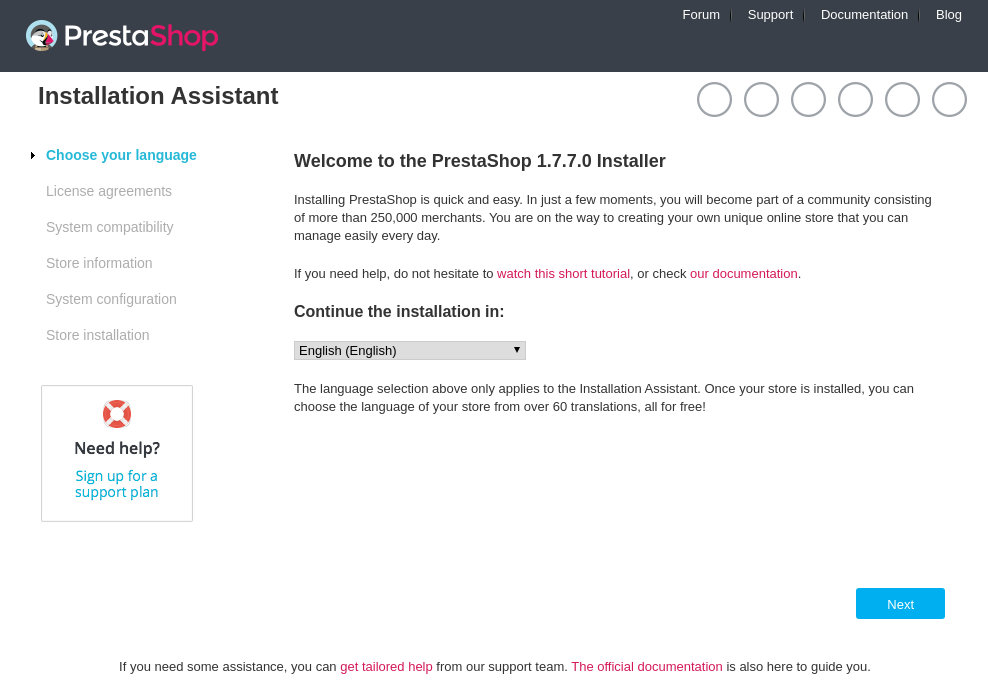 Forum Support Documentation Blog
PrestaShop
Installation Assistant
Choose your language
License agreements
System compatibility
Store information
System configuration
Store installation
Need help?
Sign up for a
support plan
Welcome to the PrestaShop 1.7.7.0 Installer
Installing PrestaShop is quick and easy. In just a few moments, you will become part of a community consisting
of more than 250,000 merchants. You are on the way to creating your own unique online store that you can
manage easily every day.
If you need help, do not hesitate to watch this short tutorial, or check our documentation.
Continue the installation in:
English (English)
The language selection above only applies to the Installation Assistant. Once your store is installed, you can
choose the language of your store from over 60 translations, all for free!
Next
If you need some assistance, you can get tailored help from our support team. The official documentation is also here to guide you.